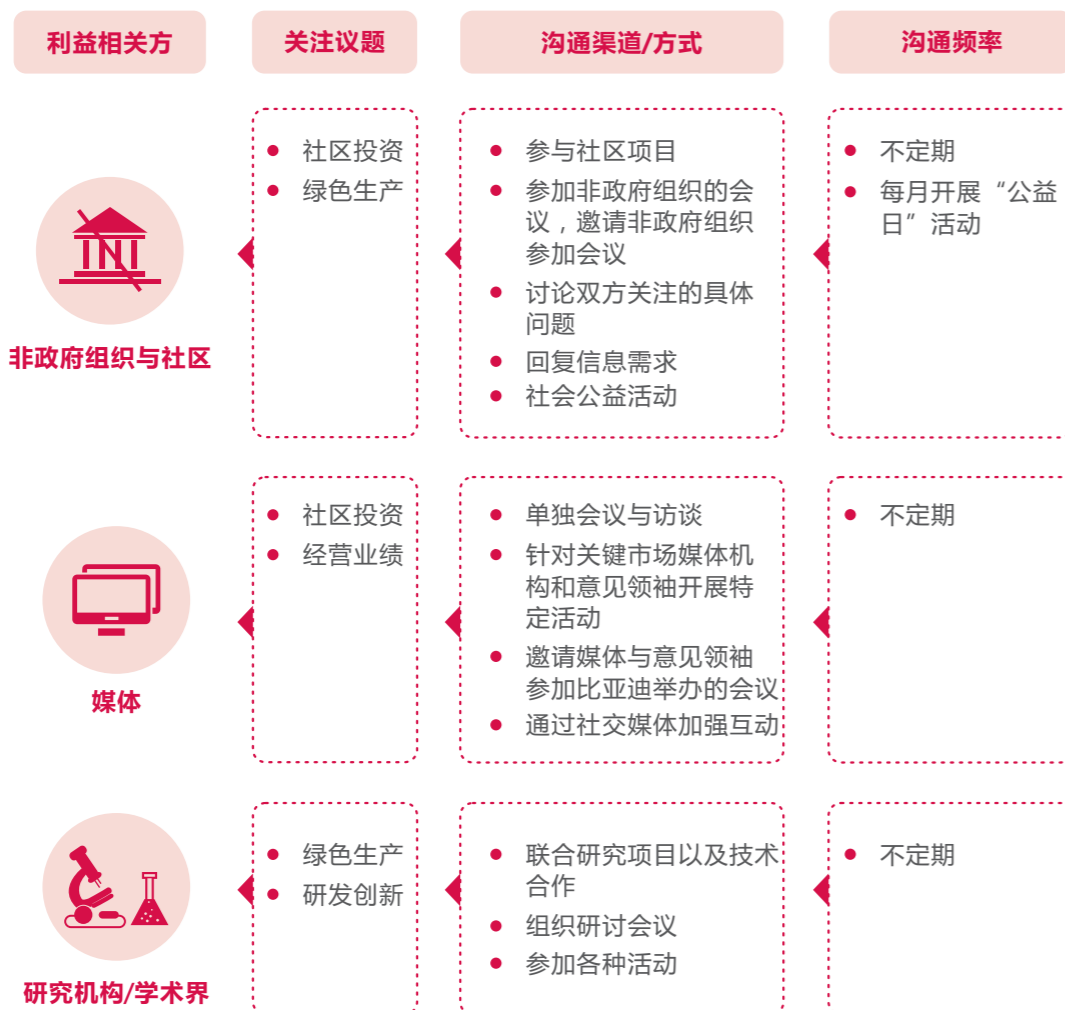 利益相关方
关注议题
沟通渠道/方式
沟通频率
非政府组织与社区
社区投资
绿色生产
参与社区项目
参加非政府组织的会
议，邀请非政府组织
参加会议
讨论双方关注的具体
问题
回复信息需求
社会公益活动
不定期
每月开展“公益
日”活动
媒体
社区投资
经营业绩
单独会议与访谈
针对关键市场媒体机
构和意见领袖开展特
定活动
邀请媒体与意见领袖
参加比亚迪举办的会议
通过社交媒体加强互动
不定期
研究机构/学术界
绿色生产
研发创新
联合研究项目以及技术
合作
组织研讨会议
参加各种活动
不定期